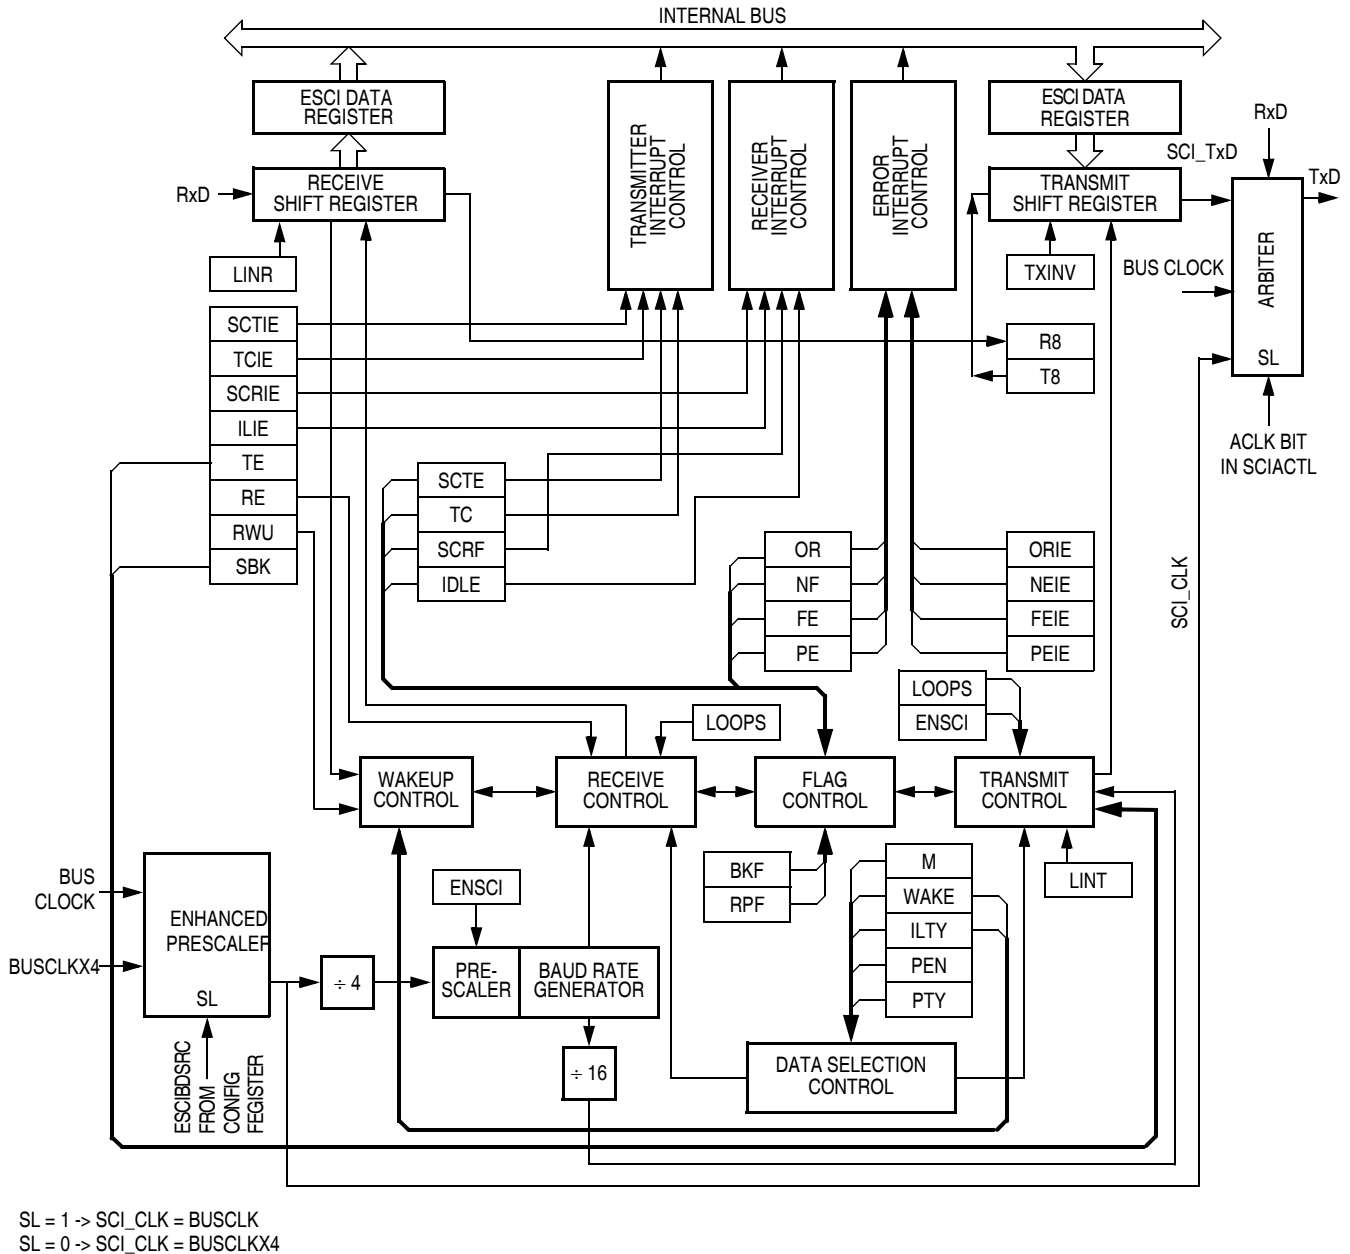 INTERNAL BUS
ESCI DATA
REGISTER
ESCI DATA
REGISTER
RxD
SCI_TxD
TxD
RxD
RECEIVE
SHIFT REGISTER
TRANSMITTER
INTERRUPT
CONTROL
RECEIVER
INTERRUPT
CONTROL
ERROR
INTERRUPT
CONTROL
TRANSMIT
SHIFT REGISTER
LINR
TXINV
BUS CLOCK
ARBITER
SL
SCTIE
TCIE
SCRIE
ILIE
TE
RE
RWU
SBK
R8
T8
ACLK BIT
IN SCIACTL
SCTE
TC
SCRF
IDLE
OR
NF
FE
PE
ORIE
NEIE
FEIE
PEIE
SCI_CLK
LOOPS
LOOPS
ENSCI
WAKEUP
CONTROL
RECEIVE
CONTROL
FLAG
CONTROL
TRANSMIT
CONTROL
BKF
RPF
M
WAKE
ILTY
PEN
PTY
LINT
BUS
CLOCK
BUSCLKX4
ENHANCED
PRESCALER
SL
ENSCI
÷ 4
PRE-
SCALER
BAUD RATE
GENERATOR
÷ 16
DATA SELECTION
CONTROL
ESCIBDSRC
FROM
CONFIG
FEGISTER
SL = 1 -> SCI_CLK = BUSCLK
SL = 0 -> SCI_CLK = BUSCLKX4